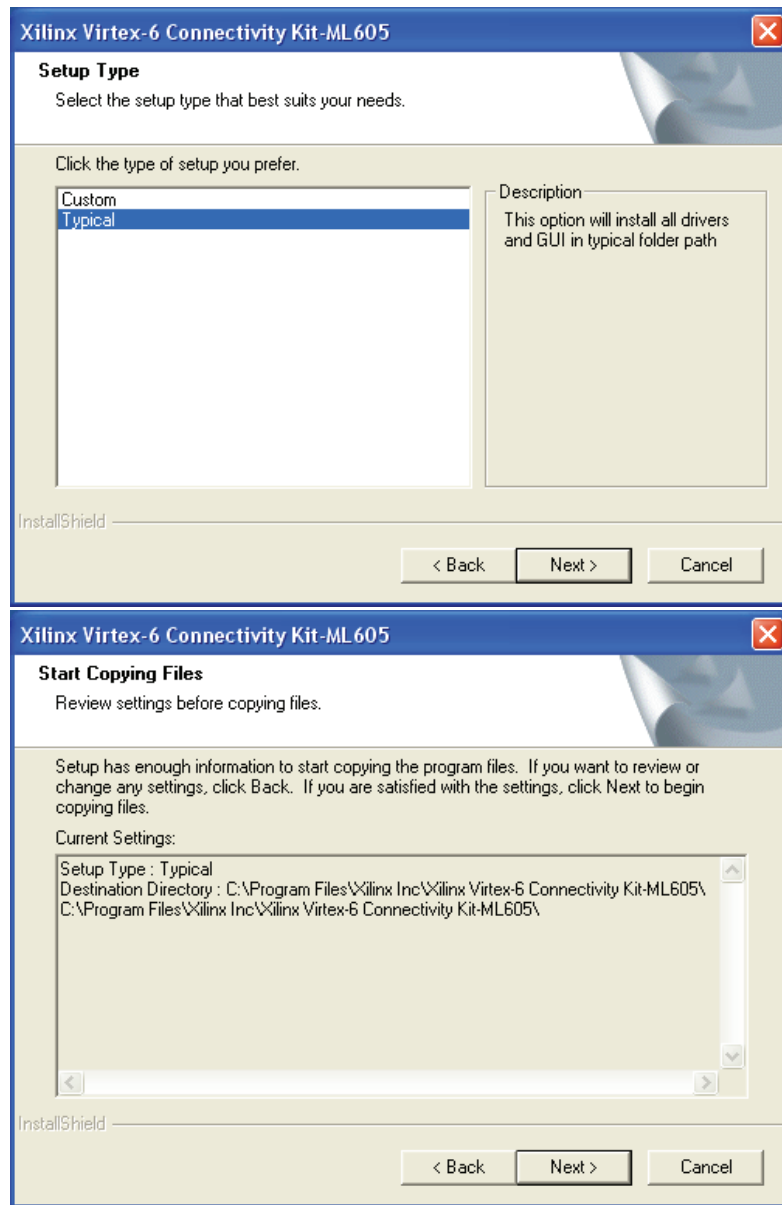 Xilinx Virtex-6 Connectivity Kit-ML605
Setup Type
Select the setup type that best suits your needs.
Click the type of setup you prefer.
Custom
Typical
Description
This option will install all drivers
and GUI in typical folder path
InstallShield
< Back Next > Cancel
Xilinx Virtex-6 Connectivity Kit-ML605
Start Copying Files
Review settings before copying files.
Setup has enough information to start copying the program files. If you want to review or
change any settings, click Back. If you are satisfied with the settings, click Next to begin
copying files.
Current Settings:
Setup Type : Typical
Destination Directory : C:\Program Files\Xilinx Inc\Xilinx Virtex-6 Connectivity Kit-ML605\
C:\Program Files\Xilinx Inc\Xilinx Virtex-6 Connectivity Kit-ML605\
InstallShield
< Back Next > Cancel